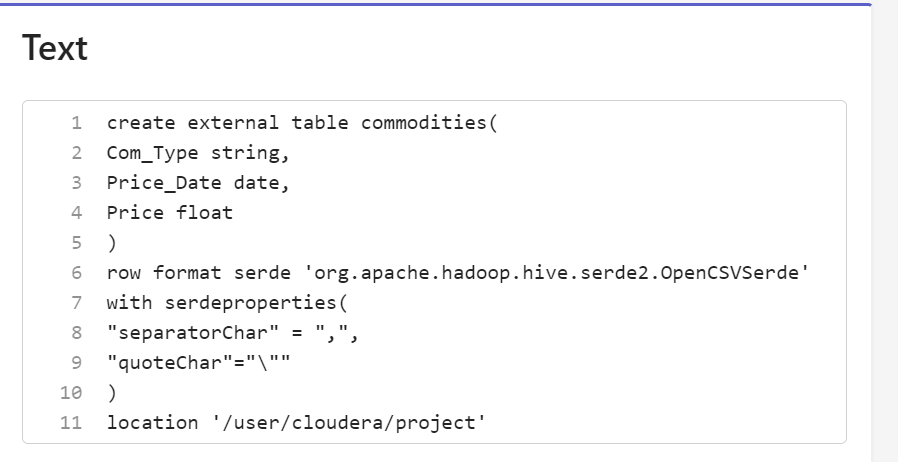 Text
1 create external table commodities(
2 Com_Type string,
3 Price_Date date,
4 Price float
5 )
6 row format serde 'org.apache.hadoop.hive.serde2.OpenCSVSerde'
7 with serdeproperties(
8 "separatorChar" = ",",
9 "quoteChar"="\""
10 )
11 location '/user/cloudera/project'